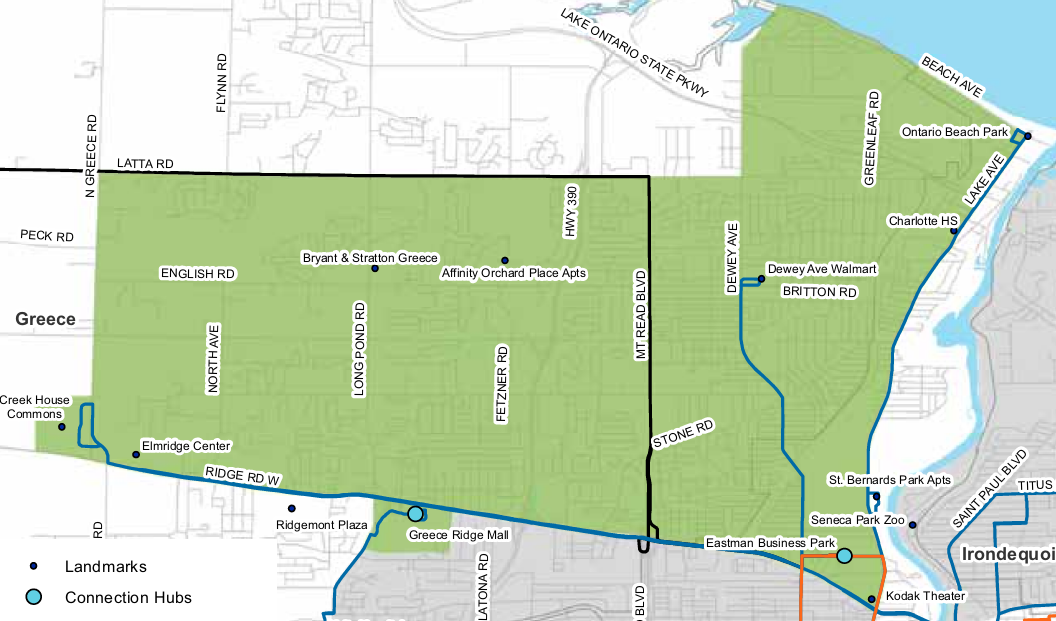 LAKE ONTARIO STATE PKWY
BEACH AVE
FLYNN RD
GREENLEAF RD
N GREECE RD
Ontario Beach Park
LATTA RD
LAKE AVE
HWY 390
Charlotte HS
PECK RD
DEWEY AVE
Bryant & Stratton Greece
Affinity Orchard Place Apts
ENGLISH RD
Dewey Ave Walmart
BRITTON RD
MT READ BLVD
Greece
NORTH AVE
LONG POND RD
FETZNER RD
Creek House
Commons
STONE RD
Elmridge Center
RIDGE RD W
St. Bernards Park Apts
SAINT PAUL BLVD
TITUS
Ridgemont Plaza
Seneca Park Zoo
RD
Greece Ridge Mall
Eastman Business Park
Irondequoi
Landmarks
LATONA RD
Connection Hubs
BLVD
Kodak Theater